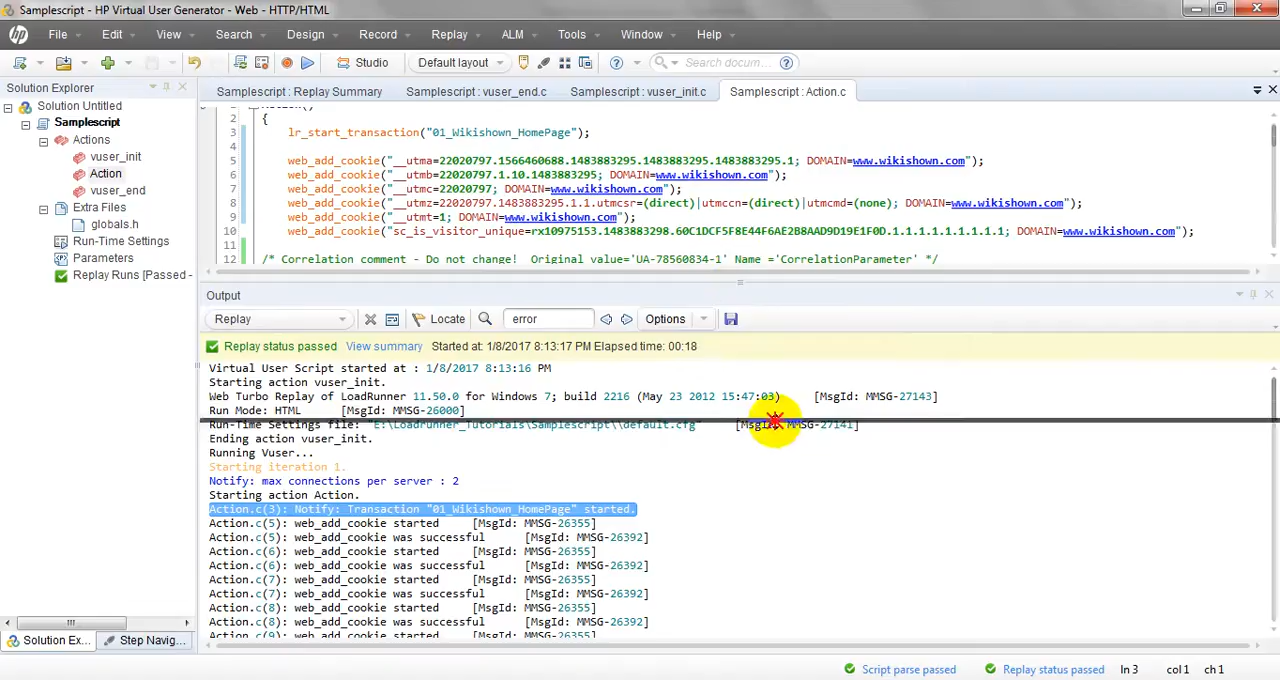 Samplescript - HP Virtual User Generator - Web - HTTP/HTML
File Edit View Search Design Record Replay ALM Tools Window Help
Studio Default layout Search docum...
Solution Explorer
Solution Untitled
Samplescript
Actions
vuser_init
Action
vuser_end
Extra Files
globals.h
Run-Time Settings
Parameters
Replay Runs [Passed -
Solution Ex... Step Navig...
Samplescript : Replay Summary Samplescript : vuser_end.c Samplescript : vuser_init.c Samplescript : Action.c
2 {
3 lr_start_transaction("01_Wikishown_HomePage");
4
5 web_add_cookie("__utma=22020797.1566460688.1483883295.1483883295.1483883295.1; DOMAIN=www.wikishown.com");
6 web_add_cookie("__utmb=22020797.1.10.1483883295; DOMAIN=www.wikishown.com");
7 web_add_cookie("__utmc=22020797; DOMAIN=www.wikishown.com");
8 web_add_cookie("__utmz=22020797.1483883295.1.1.utmcsr=(direct)|utmccn=(direct)|utmcmd=(none); DOMAIN=www.wikishown.com");
9 web_add_cookie("__utmt=1; DOMAIN=www.wikishown.com");
10 web_add_cookie("sc_is_visitor_unique=rx10975153.1483883298.60C1DCF5F8E44F6AE2B8AAD9D19E1F0D.1.1.1.1.1.1.1.1.1; DOMAIN=www.wikishown.com");
11
12 /* Correlation comment - Do not change! Original value='UA-78560834-1' Name ='CorrelationParameter' */
Output
Replay Locate error Options
Replay status passed View summary Started at: 1/8/2017 8:13:17 PM Elapsed time: 00:18
Virtual User Script started at : 1/8/2017 8:13:16 PM
Starting action vuser_init.
Web Turbo Replay of LoadRunner 11.50.0 for Windows 7; build 2216 (May 23 2012 15:47:03) [MsgId: MMSG-27143]
Run Mode: HTML [MsgId: MMSG-26000]
Run-Time Settings file: "E:\Loadrunner_Tutorials\Samplescript\\default.cfg" [MsgId: MMSG-27141]
Ending action vuser_init.
Running Vuser...
Starting iteration 1.
Notify: max connections per server : 2
Starting action Action.
Action.c(3): Notify: Transaction "01_Wikishown_HomePage" started.
Action.c(5): web_add_cookie started [MsgId: MMSG-26355]
Action.c(5): web_add_cookie was successful [MsgId: MMSG-26392]
Action.c(6): web_add_cookie started [MsgId: MMSG-26355]
Action.c(6): web_add_cookie was successful [MsgId: MMSG-26392]
Action.c(7): web_add_cookie started [MsgId: MMSG-26355]
Action.c(7): web_add_cookie was successful [MsgId: MMSG-26392]
Action.c(8): web_add_cookie started [MsgId: MMSG-26355]
Action.c(8): web_add_cookie was successful [MsgId: MMSG-26392]
Action.c(9): web_add_cookie started [MsgId: MMSG-26355]
Script parse passed Replay status passed ln 3 col 1 ch 1